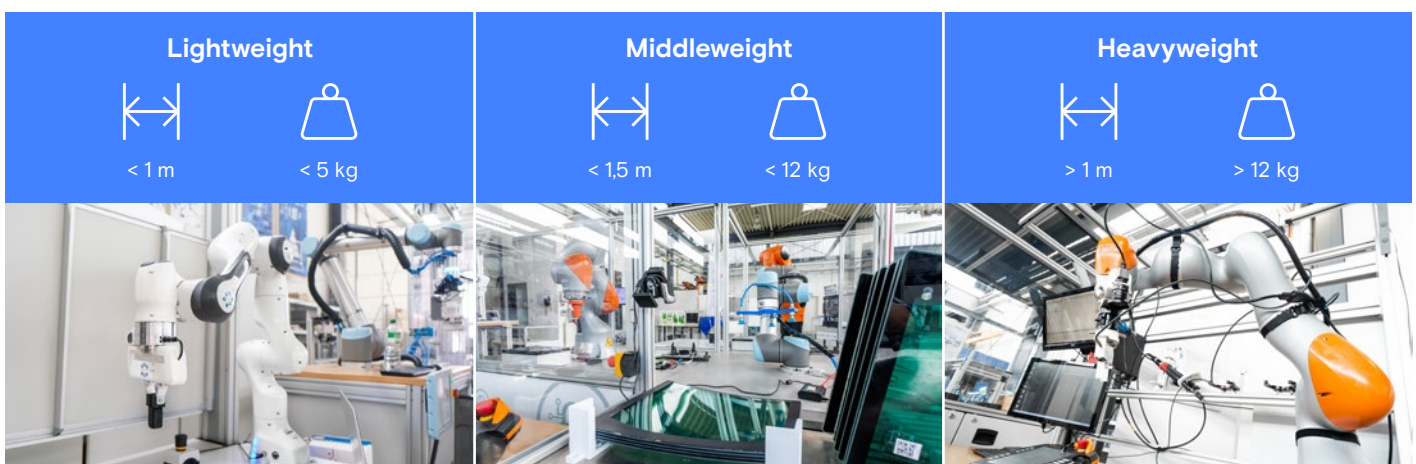 Lightweight
< 1 m
< 5 kg
Middleweight
< 1,5 m
< 12 kg
Heavyweight
> 1 m
> 12 kg